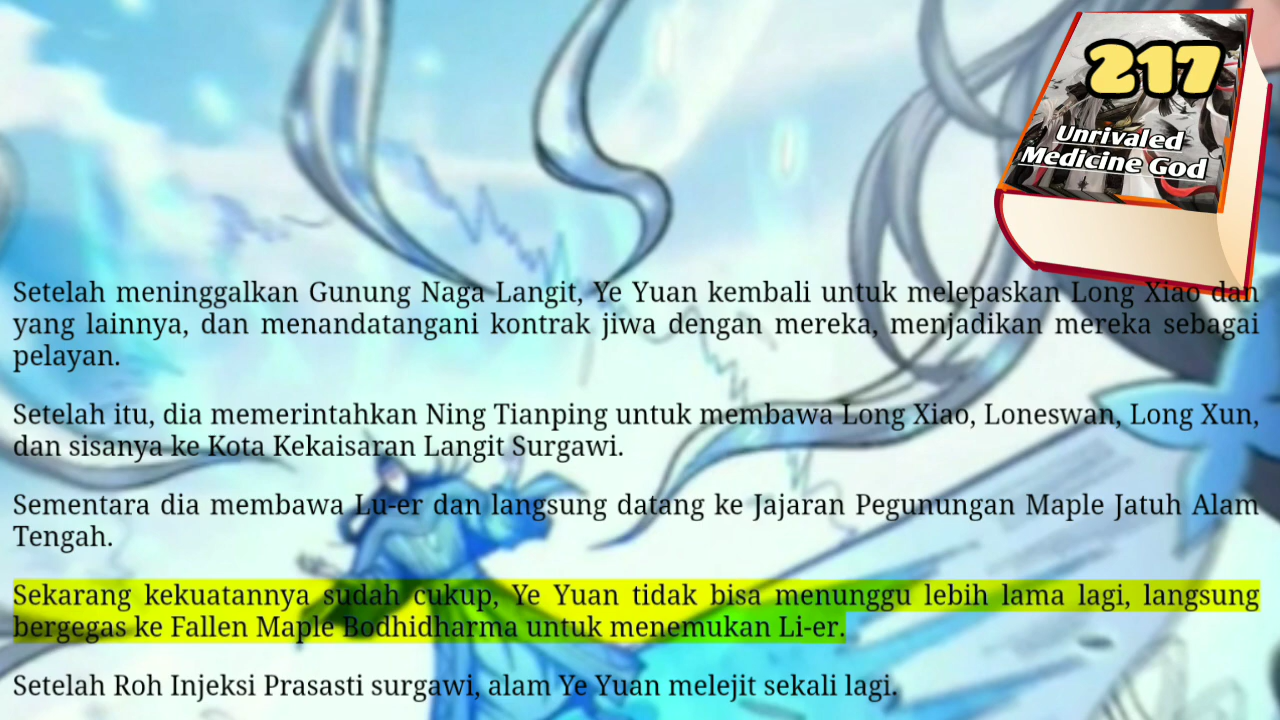 217
Unrivaled
Medicine God
Setelah meninggalkan Gunung Naga Langit, Ye Yuan kembali untuk melepaskan Long Xiao dan
yang lainnya, dan menandatangani kontrak jiwa dengan mereka, menjadikan mereka sebagai
pelayan.
Setelah itu, dia memerintahkan Ning Tianping untuk membawa Long Xiao, Loneswan, Long Xun,
dan sisanya ke Kota Kekaisaran Langit Surgawi.
Sementara dia membawa Lu-er dan langsung datang ke Jajaran Pegunungan Maple Jatuh Alam
Tengah.
Sekarang kekuatannya sudah cukup, Ye Yuan tidak bisa menunggu lebih lama lagi, langsung
bergegas ke Fallen Maple Bodhidharma untuk menemukan Li-er.
Setelah Roh Injeksi Prasasti surgawi, alam Ye Yuan melejit sekali lagi.